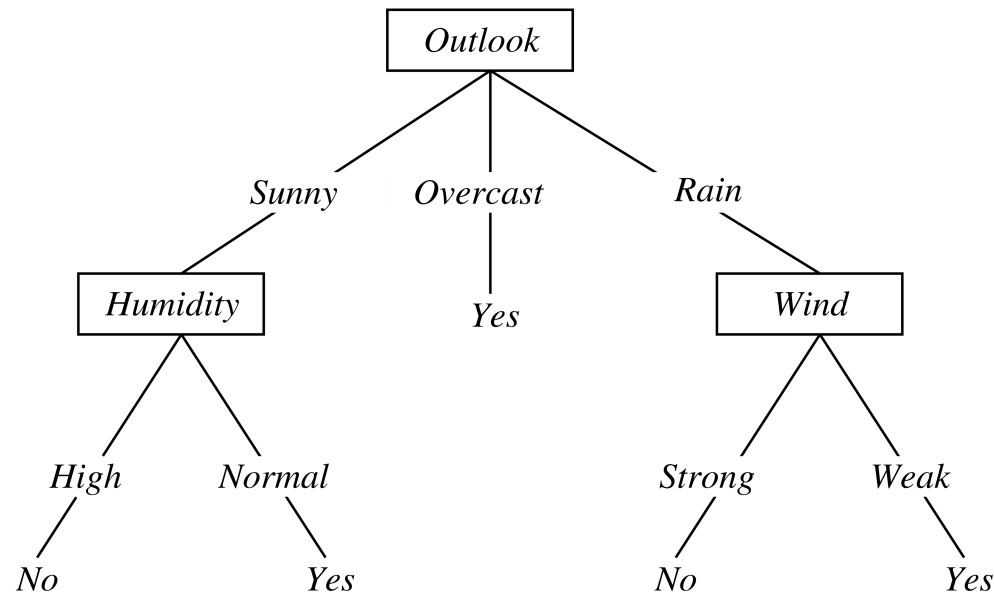 Outlook
Sunny Overcast Rain
Humidity Yes Wind
High Normal Strong Weak
No Yes No Yes